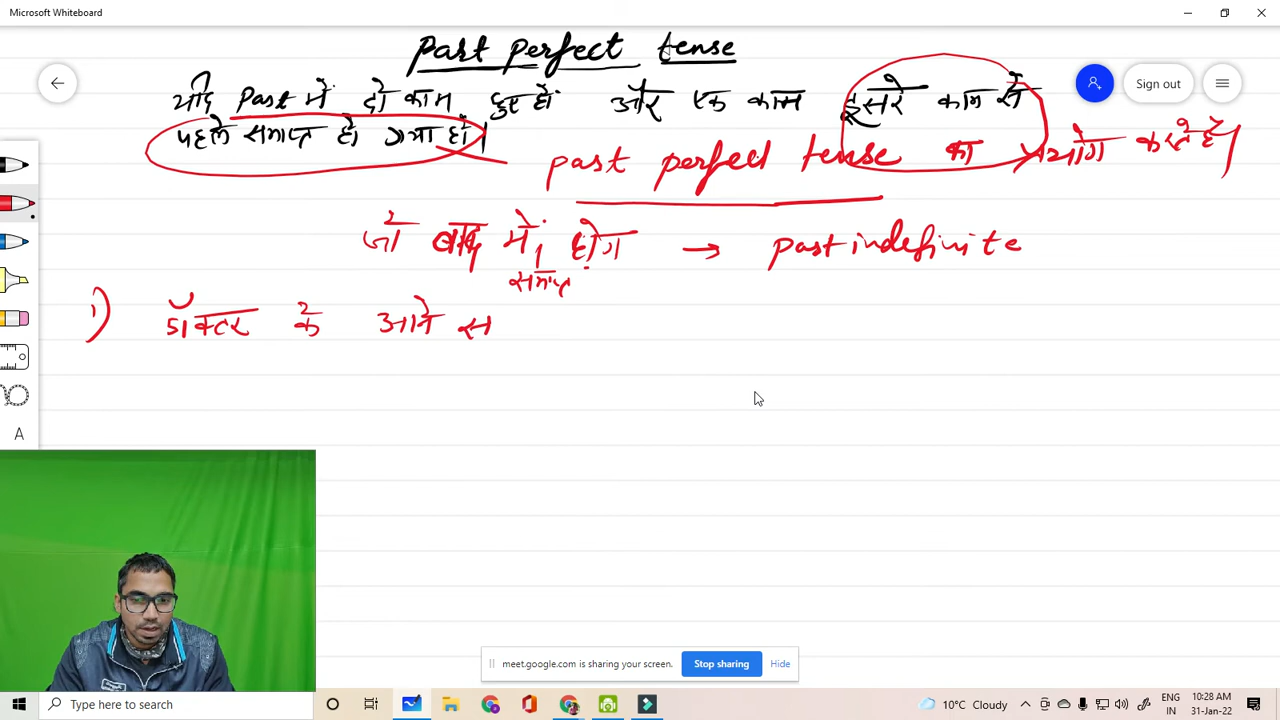 Microsoft Whiteboard
Past perfect tense
यदि Past में दो काम हुए हों और एक काम दूसरे काम से
पहले समाप्त हो गया हो।
past perfect tense का प्रयोग करते हैं।
Sign out
जो बाद में होगा → past indefinite
समाप्त
1) डॉक्टर के आने स
A
meet.google.com is sharing your screen. Stop sharing Hide
Type here to search
10°C Cloudy
ENG
IN
10:28 AM
31-Jan-22